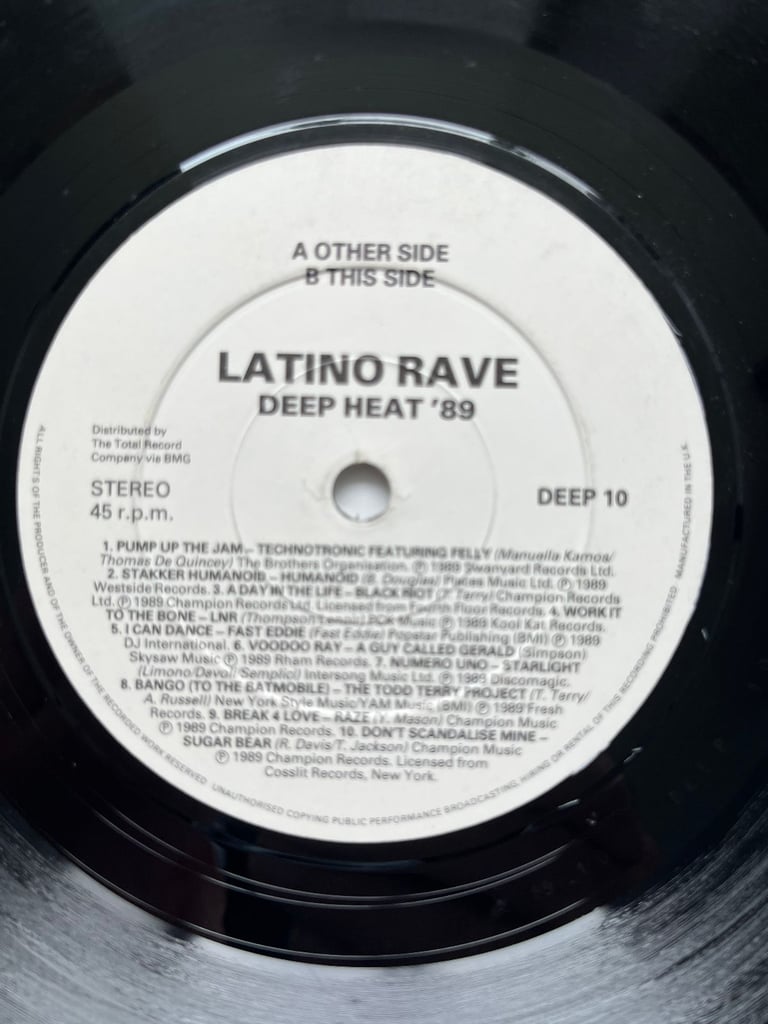 A OTHER SIDE
B THIS SIDE
LATINO RAVE
DEEP HEAT '89
Distributed by
The Total Record
Company via BMG
STEREO
45 r.p.m.
DEEP 10
1. PUMP UP THE JAM – TECHNOTRONIC FEATURING FELLY (Manuella Kamosi/
Thomas De Quincey) The Brothers Organisation. ℗ 1989 Swanyard Records Ltd.
2. STAKKER HUMANOID – HUMANOID (B. Douglas) Plazas Music Ltd. ℗ 1989
Westside Records. 3. A DAY IN THE LIFE – BLACK RIOT (T. Terry) Champion Records
Ltd. ℗ 1989 Champion Records Ltd. Licensed from Fourth Floor Records. 4. WORK IT
TO THE BONE – LNR (Thompson/Lenoir) BCK Music ℗ 1989 Kool Kat Records.
5. I CAN DANCE – FAST EDDIE (Fast Eddie) Popstar Publishing (BMI) ℗ 1989
DJ International. 6. VOODOO RAY – A GUY CALLED GERALD (Simpson)
Skysaw Music ℗ 1989 Rham Records. 7. NUMERO UNO – STARLIGHT
(Limono/Davoli Semplici) Intersong Music Ltd. ℗ 1989 Discomagic.
8. BANGO (TO THE BATMOBILE) – THE TODD TERRY PROJECT (T. Terry/
A. Russell) New York Style Music/YAM Music (BMI) ℗ 1989 Fresh
Records. 9. BREAK 4 LOVE – RAZE (V. Mason) Champion Music
℗ 1989 Champion Records. 10. DON'T SCANDALISE MINE –
SUGAR BEAR (R. Davis/T. Jackson) Champion Music
℗ 1989 Champion Records. Licensed from
Cosslit Records, New York.
ALL RIGHTS OF THE PRODUCER AND OF THE OWNER OF THE RECORDED WORK RESERVED UNAUTHORISED COPYING PUBLIC PERFORMANCE BROADCASTING, HIRING OR RENTAL OF THIS RECORDING PROHIBITED MANUFACTURED IN THE U.K.